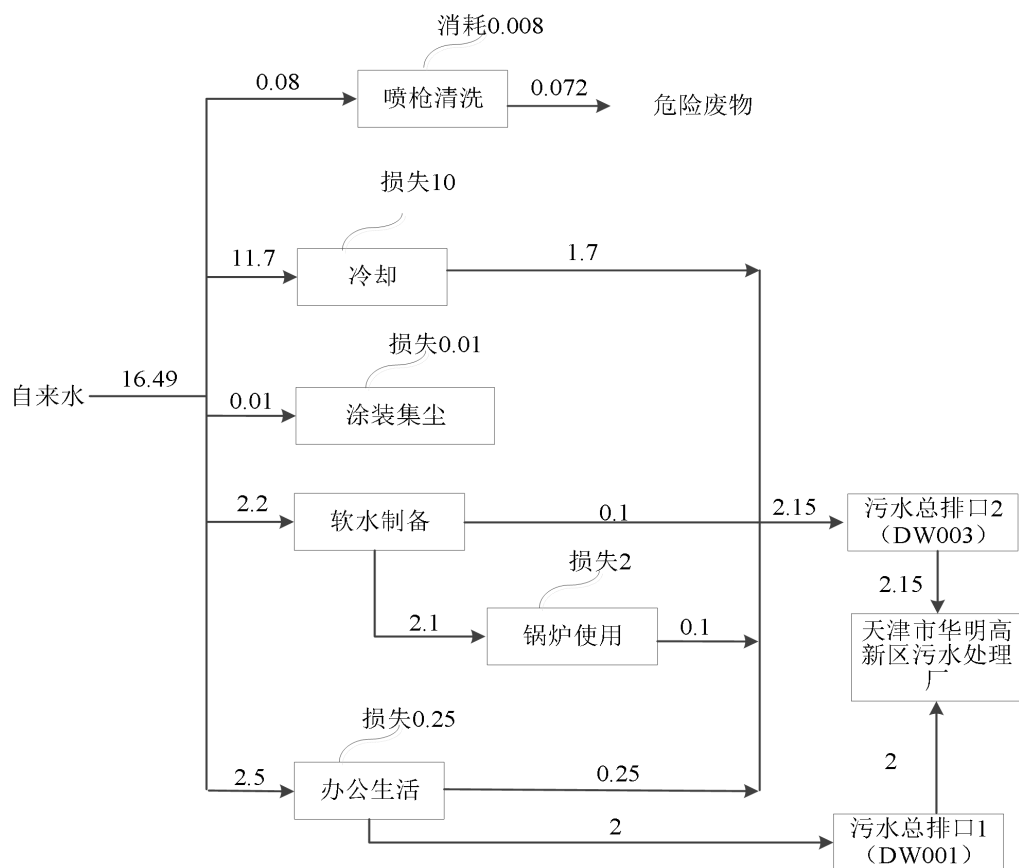 消耗0.008
0.08
喷枪清洗
0.072
危险废物
损失10
11.7
冷却
1.7
损失0.01
自来水
16.49
0.01
涂装集尘
2.2
软水制备
0.1
2.15
污水总排口2
（DW003）
损失2
2.15
2.1
锅炉使用
0.1
天津市华明高
新区污水处理
厂
损失0.25
2.5
办公生活
0.25
2
2
污水总排口1
（DW001）